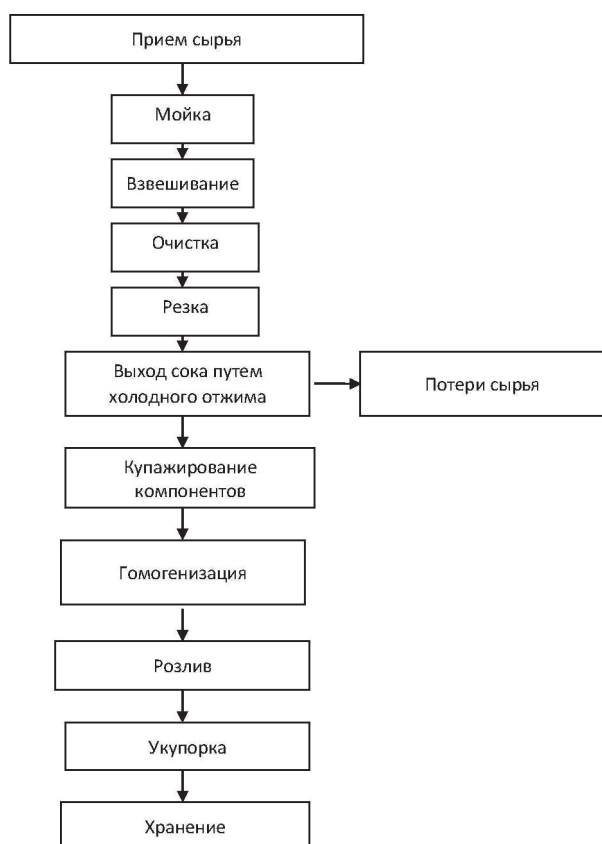 Прием сырья
Мойка
Взвешивание
Очистка
Резка
Выход сока путем
холодного отжима
Потери сырья
Купажирование
компонентов
Гомогенизация
Розлив
Укупорка
Хранение